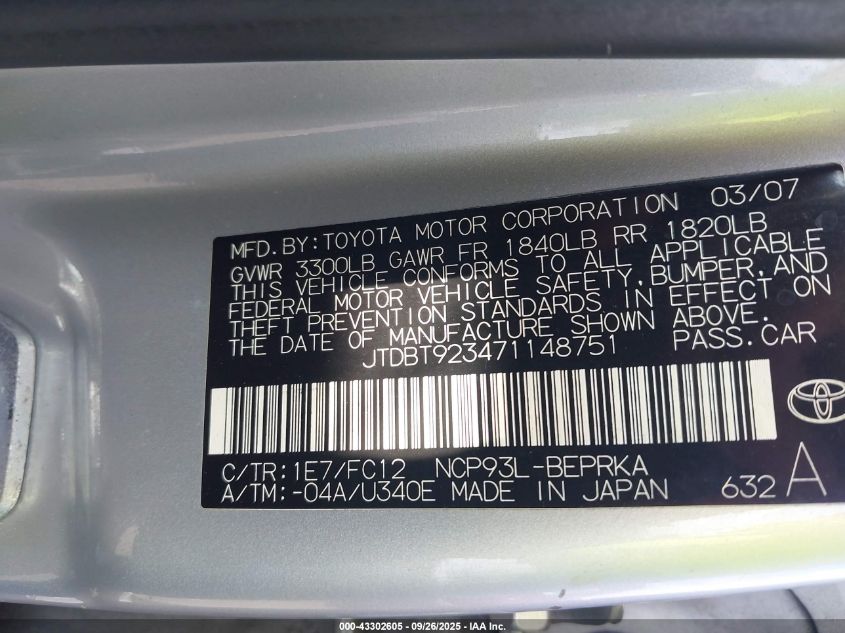 MFD.BY:TOYOTA MOTOR CORPORATION 03/07
GVWR 3300LB GAWR FR 1840LB RR 1820LB
THIS VEHICLE CONFORMS TO ALL APPLICABLE
FEDERAL MOTOR VEHICLE SAFETY,BUMPER,AND
THEFT PREVENTION STANDARDS IN EFFECT ON
THE DATE OF MANUFACTURE SHOWN ABOVE.
JTDBT923471148751 PASS.CAR
C/TR:1E7/FC12 NCP93L-BEPRKA
A/TM:-04A/U340E MADE IN JAPAN 632 A
000-43302605 - 09/26/2025 - IAA Inc.